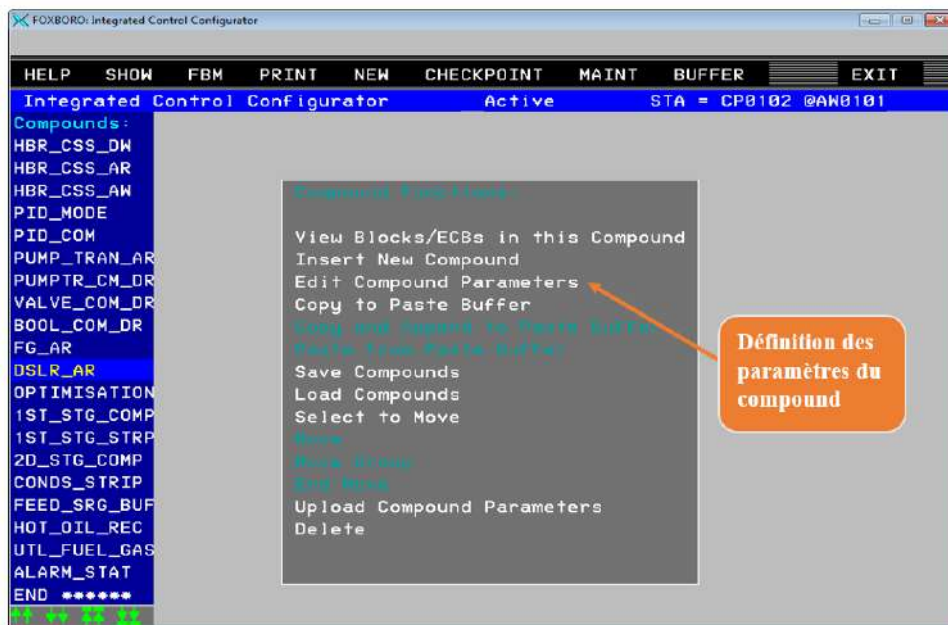 FOXBORO: Integrated Control Configurator
HELP SHOW FBM PRINT NEW CHECKPOINT MAINT BUFFER EXIT
Integrated Control Configurator Active STA = CP0102 @AW0101
Compounds:
HBR_CSS_DW
HBR_CSS_AR
HBR_CSS_AW
PID_MODE
PID_COM
PUMP_TRAN_AR
PUMPTR_CM_DR
VALVE_COM_DR
BOOL_COM_DR
FG_AR
DSLR_AR
OPTIMISATION
1ST_STG_COMP
1ST_STG_STRP
2D_STG_COMP
CONDS_STRIP
FEED_SRG_BUF
HOT_OIL_REC
UTL_FUEL_GAS
ALARM_STAT
END ******
Compound Functions:
View Blocks/ECBs in this Compound
Insert New Compound
Edit Compound Parameters
Copy to Paste Buffer
Copy and Append to Paste Buffe
Paste from Paste Buffer
Save Compounds
Load Compounds
Select to Move
Move
Move Group
End Move
Upload Compound Parameters
Delete
Définition des
paramètres du
compound